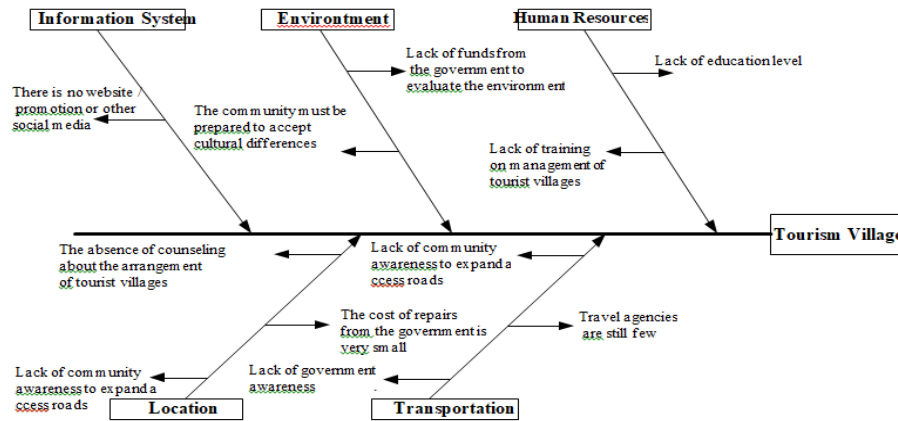 Information System
Environtment
Human Resources
There is no website /
promotion or other
social media
The community must be
prepared to accept
cultural differences
Lack of funds from
the government to
evaluate the environment
Lack of education level
Lack of training
on management of
tourist villages
Tourism Village
The absence of counseling
about the arrangement
of tourist villages
Lack of community
awareness to expand a
ccess roads
The cost of repairs
from the government is
very small
Travel agencies
are still few
Lack of community
awareness to expand a
ccess roads
Lack of government
awareness
.
Location
Transportation